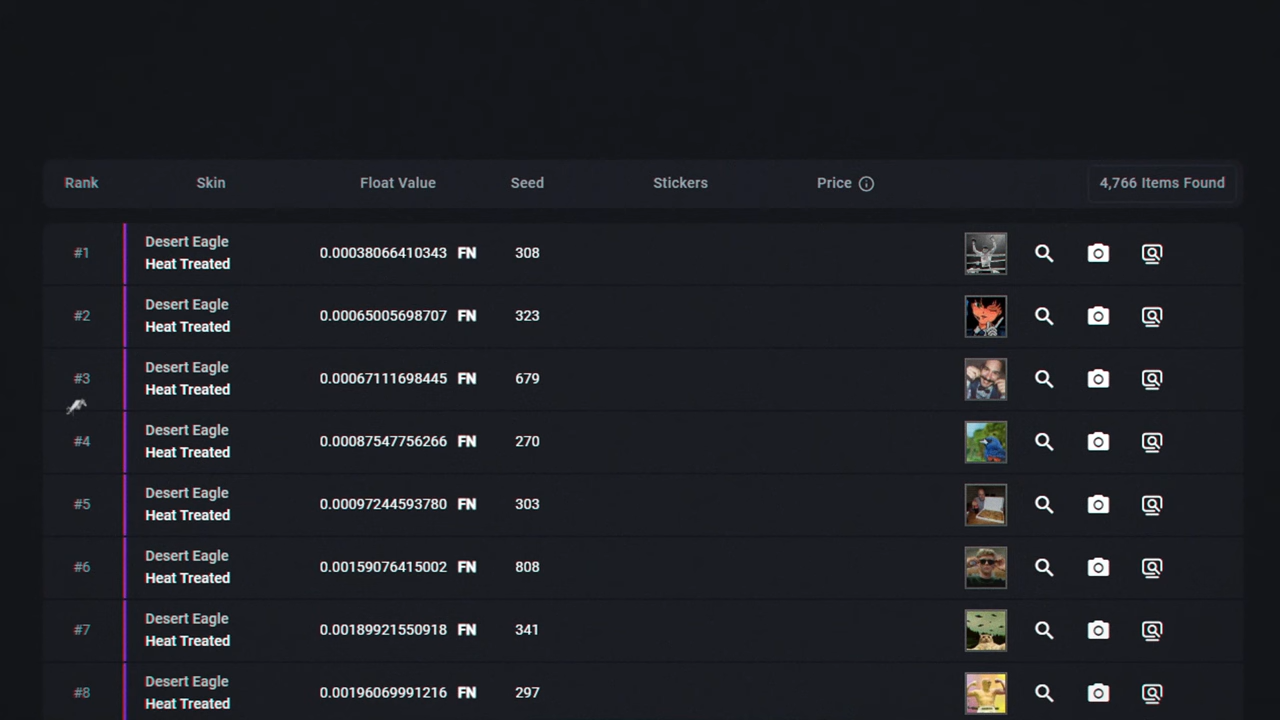 Rank Skin Float Value Seed Stickers Price 4,766 Items Found
#1 Desert Eagle
Heat Treated 0.00038066410343 FN 308
#2 Desert Eagle
Heat Treated 0.00065005698707 FN 323
#3 Desert Eagle
Heat Treated 0.00067111698445 FN 679
#4 Desert Eagle
Heat Treated 0.00087547756266 FN 270
#5 Desert Eagle
Heat Treated 0.00097244593780 FN 303
#6 Desert Eagle
Heat Treated 0.00159076415002 FN 808
#7 Desert Eagle
Heat Treated 0.00189921550918 FN 341
#8 Desert Eagle
Heat Treated 0.00196069991216 FN 297